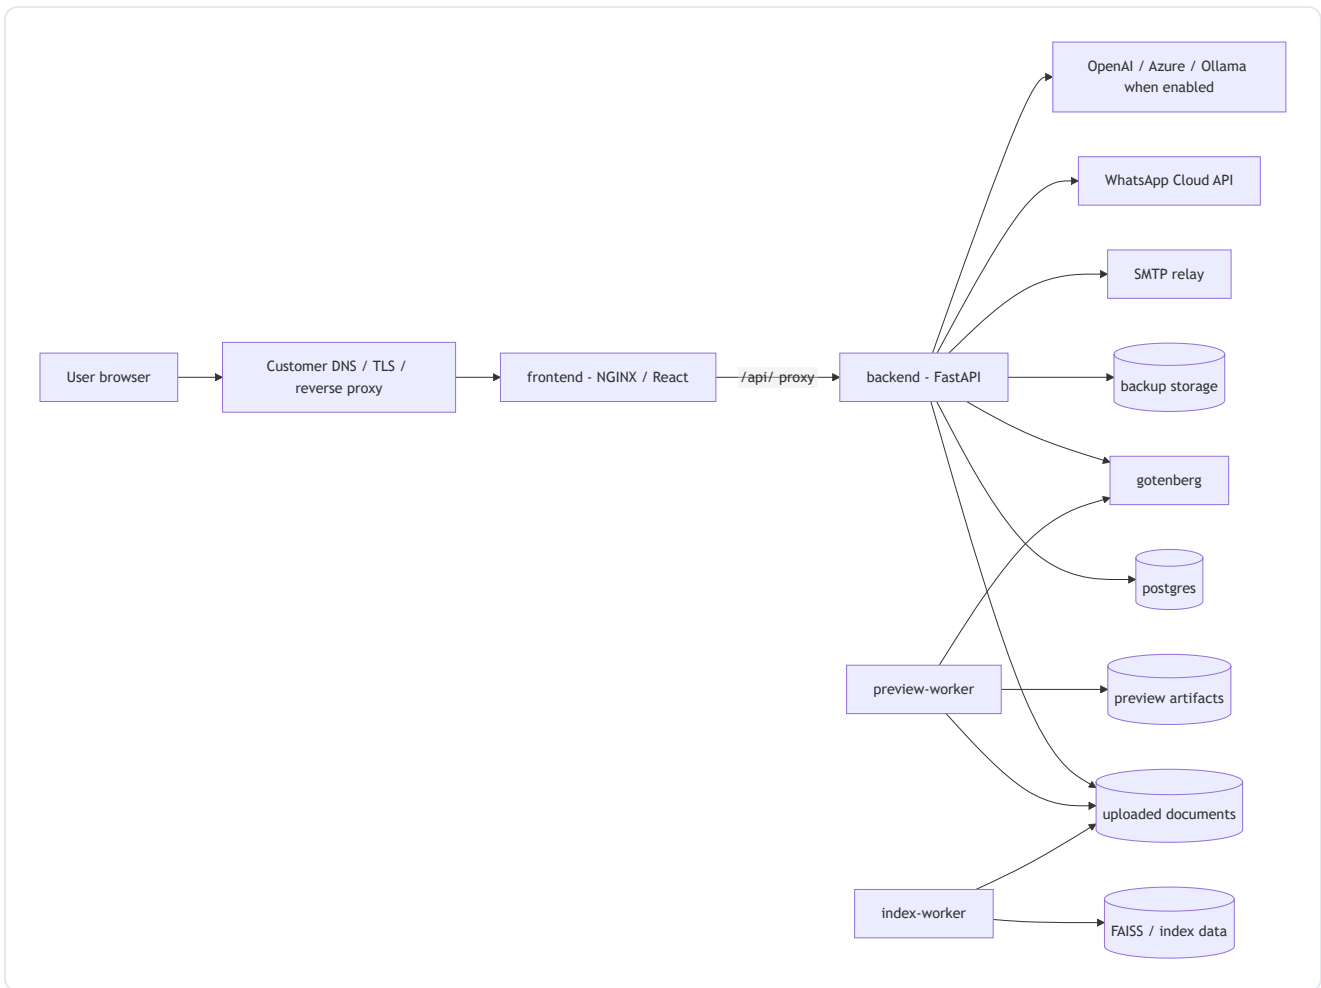 OpenAI / Azure / Ollama
when enabled
WhatsApp Cloud API
SMTP relay
User browser
Customer DNS / TLS /
reverse proxy
frontend - NGINX / React
/api/ proxy
backend - FastAPI
backup storage
gotenberg
postgres
preview-worker
preview artifacts
uploaded documents
index-worker
FAISS / index data